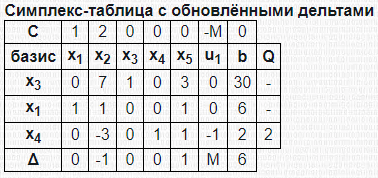 Симплекс-таблица с обновлёнными дельтами
C 1 2 0 0 0 -M 0
базис x₁ x₂ x₃ x₄ x₅ u₁ b Q
x₃ 0 7 1 0 3 0 30 -
x₁ 1 1 0 0 1 0 6 -
x₄ 0 -3 0 1 1 -1 2 2
Δ 0 -1 0 0 1 M 6